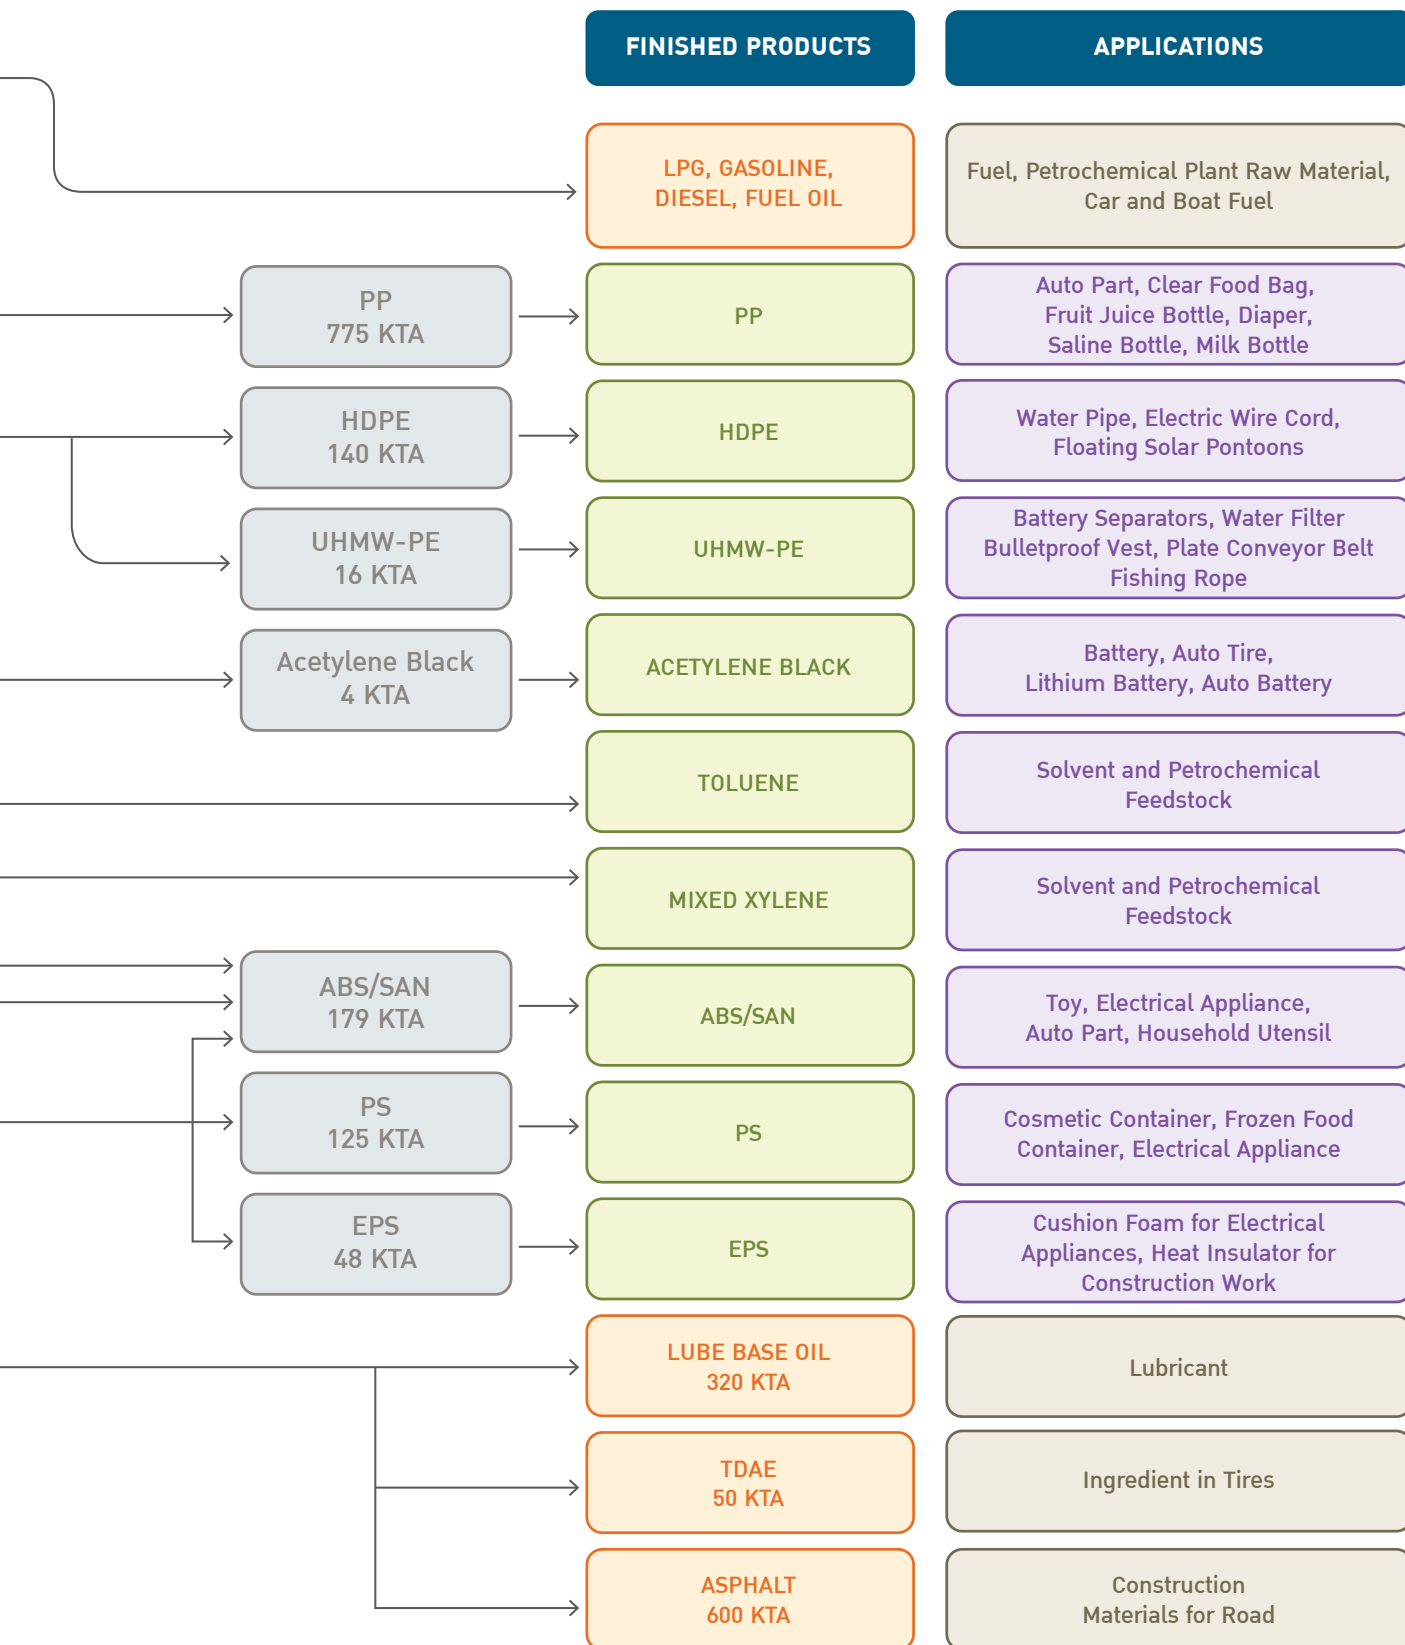 FINISHED PRODUCTS
APPLICATIONS
LPG, GASOLINE,
DIESEL, FUEL OIL
Fuel, Petrochemical Plant Raw Material,
Car and Boat Fuel
PP
775 KTA
PP
Auto Part, Clear Food Bag,
Fruit Juice Bottle, Diaper,
Saline Bottle, Milk Bottle
HDPE
140 KTA
HDPE
Water Pipe, Electric Wire Cord,
Floating Solar Pontoons
UHMW-PE
16 KTA
UHMW-PE
Battery Separators, Water Filter
Bulletproof Vest, Plate Conveyor Belt
Fishing Rope
Acetylene Black
4 KTA
ACETYLENE BLACK
Battery, Auto Tire,
Lithium Battery, Auto Battery
TOLUENE
Solvent and Petrochemical
Feedstock
MIXED XYLENE
Solvent and Petrochemical
Feedstock
ABS/SAN
179 KTA
ABS/SAN
Toy, Electrical Appliance,
Auto Part, Household Utensil
PS
125 KTA
PS
Cosmetic Container, Frozen Food
Container, Electrical Appliance
EPS
48 KTA
EPS
Cushion Foam for Electrical
Appliances, Heat Insulator for
Construction Work
LUBE BASE OIL
320 KTA
Lubricant
TDAE
50 KTA
Ingredient in Tires
ASPHALT
600 KTA
Construction
Materials for Road